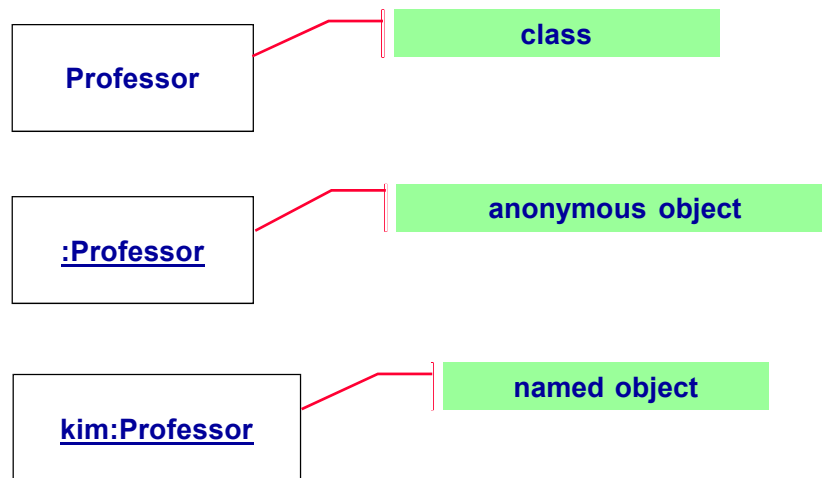 class
Professor
anonymous object
:Professor
named object
kim:Professor